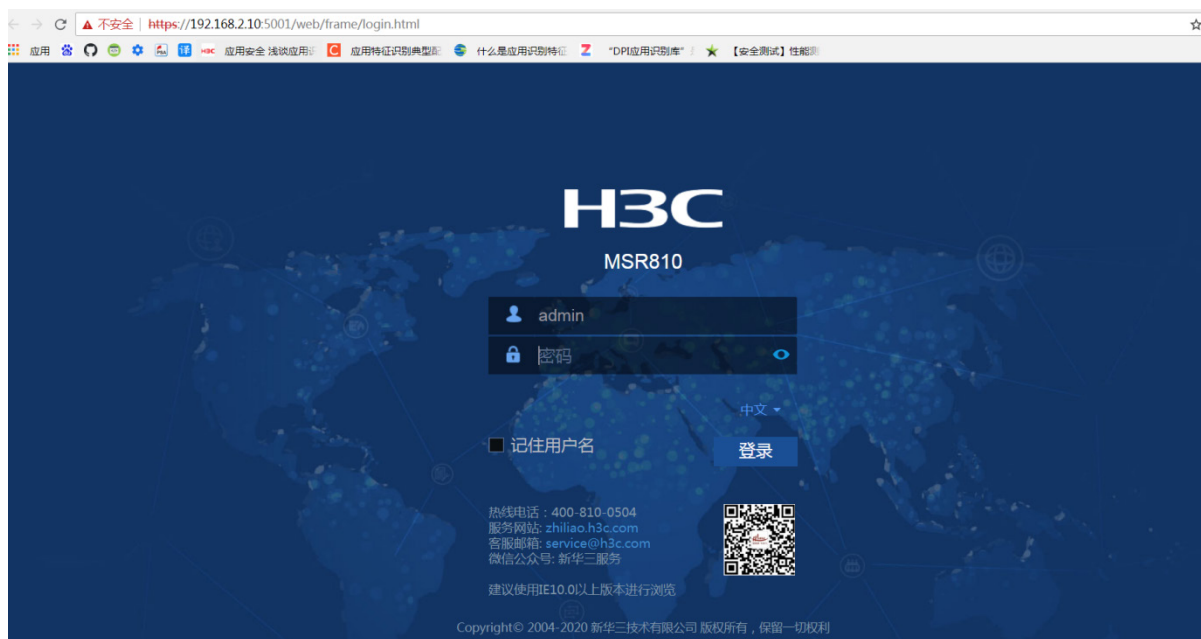 不安全 | https://192.168.2.10:5001/web/frame/login.html
应用 译 H3C 应用安全 浅谈应用 C 应用特征识别典型配 什么是应用识别特征 Z “DPI应用识别库” 【安全测试】性能测
H3C
MSR810
admin
密码
中文
记住用户名 登录
热线电话：400-810-0504
服务网站: zhiliao.h3c.com
客服邮箱: service@h3c.com
微信公众号: 新华三服务
建议使用IE10.0以上版本进行浏览
Copyright© 2004-2020 新华三技术有限公司 版权所有，保留一切权利